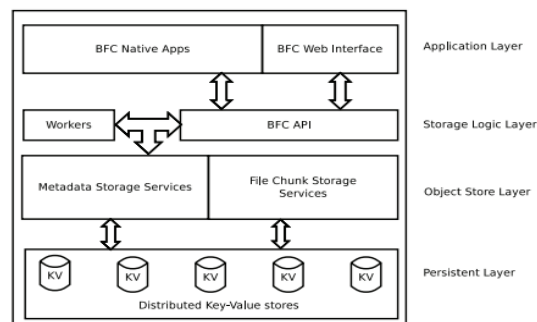 BFC Native Apps BFC Web Interface Application Layer
Workers BFC API Storage Logic Layer
Metadata Storage Services File Chunk Storage
Services Object Store Layer
KV KV KV KV KV Persistent Layer
Distributed Key-Value stores